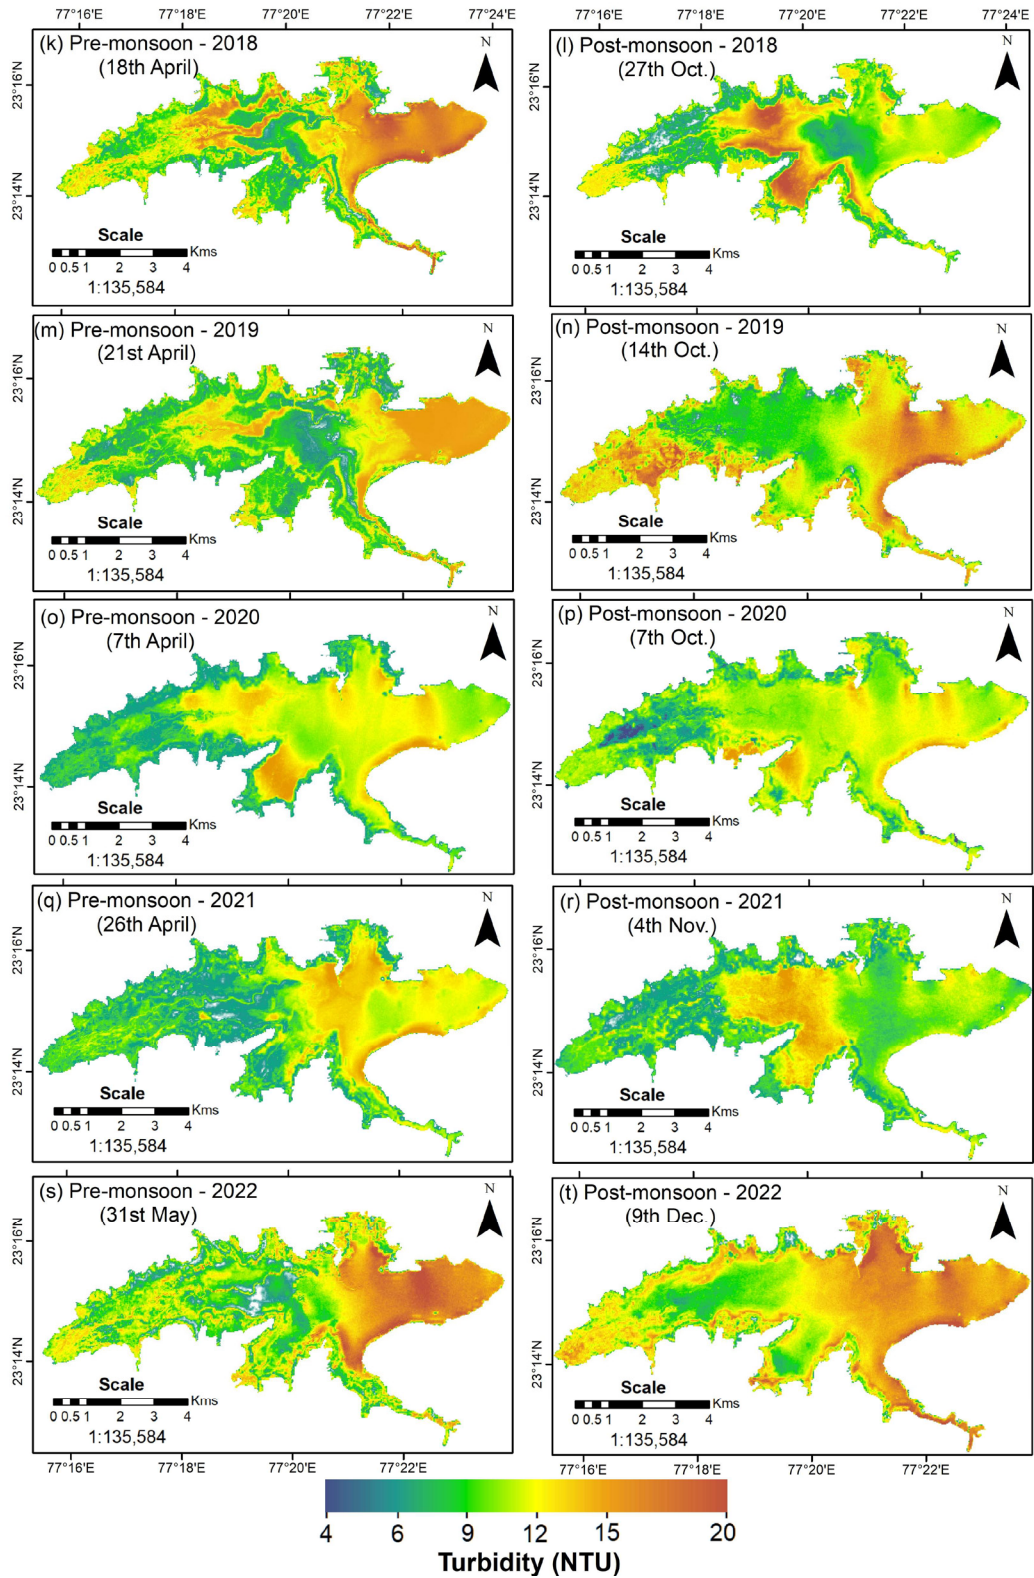 77°16'E 77°18'E 77°20'E 77°22'E 77°24'E 77°16'E 77°18'E 77°20'E 77°22'E 77°24'E
(k) Pre-monsoon - 2018
(18th April)
N
23°16'N
23°14'N
Scale
0 0.5 1 2 3 4 Kms
1:135,584
(l) Post-monsoon - 2018
(27th Oct.)
N
23°16'N
23°14'N
Scale
0 0.5 1 2 3 4 Kms
1:135,584
(m) Pre-monsoon - 2019
(21st April)
N
23°16'N
23°14'N
Scale
0 0.5 1 2 3 4 Kms
1:135,584
(n) Post-monsoon - 2019
(14th Oct.)
N
23°16'N
23°14'N
Scale
0 0.5 1 2 3 4 Kms
1:135,584
(o) Pre-monsoon - 2020
(7th April)
N
23°16'N
23°14'N
Scale
0 0.5 1 2 3 4 Kms
1:135,584
(p) Post-monsoon - 2020
(7th Oct.)
N
23°16'N
23°14'N
Scale
0 0.5 1 2 3 4 Kms
1:135,584
(q) Pre-monsoon - 2021
(26th April)
N
23°16'N
23°14'N
Scale
0 0.5 1 2 3 4 Kms
1:135,584
(r) Post-monsoon - 2021
(4th Nov.)
N
23°16'N
23°14'N
Scale
0 0.5 1 2 3 4 Kms
1:135,584
(s) Pre-monsoon - 2022
(31st May)
N
23°16'N
23°14'N
Scale
0 0.5 1 2 3 4 Kms
1:135,584
(t) Post-monsoon - 2022
(9th Dec.)
N
23°16'N
23°14'N
Scale
0 0.5 1 2 3 4 Kms
1:135,584
77°16'E 77°18'E 77°20'E 77°22'E 77°16'E 77°20'E 77°22'E
4 6 9 12 15 20
Turbidity (NTU)